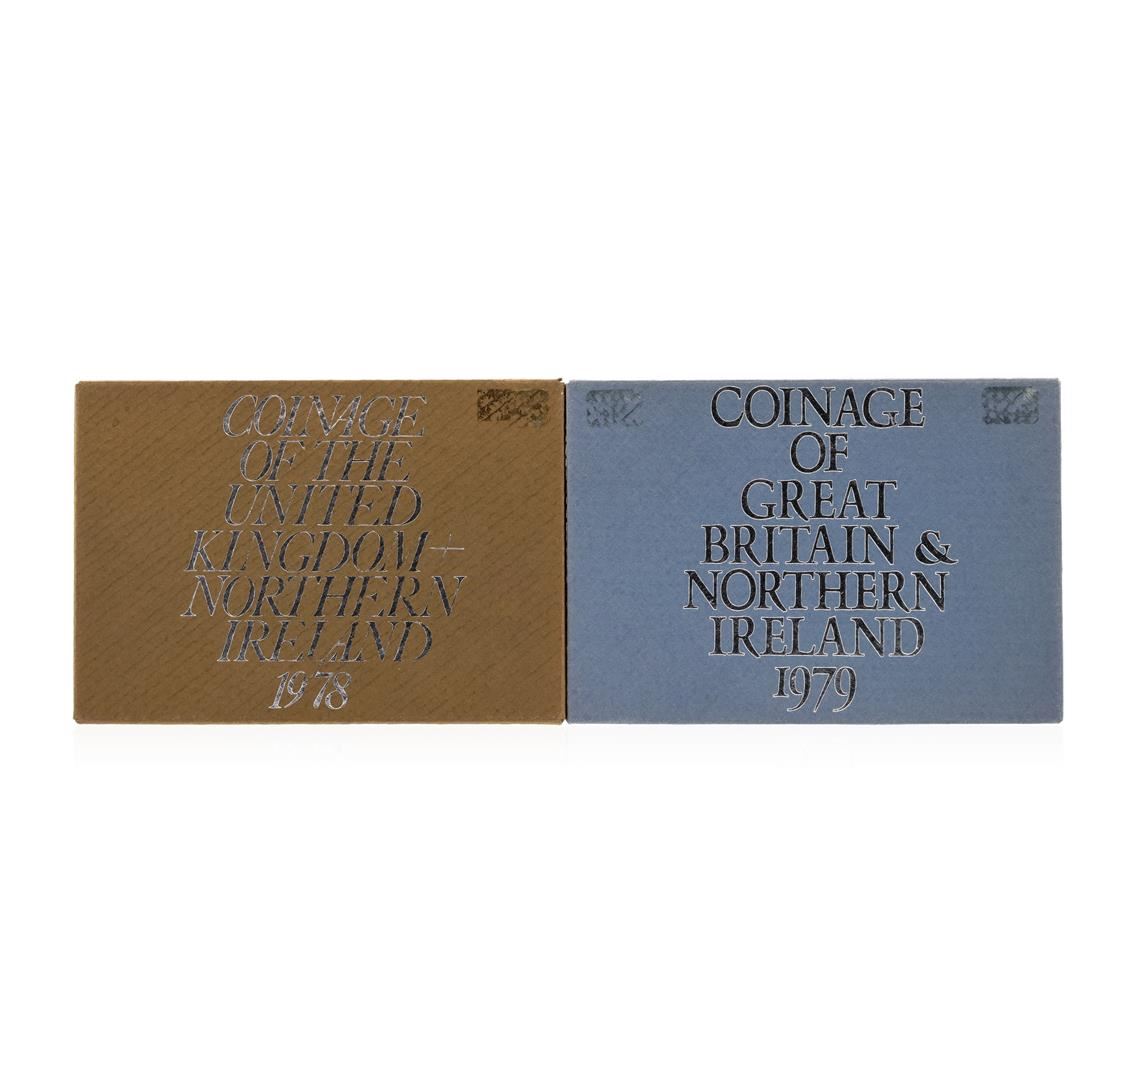 COINAGE
OF THE
UNITED
KINGDOM +
NORTHERN
IRELAND
1978
COINAGE
OF
GREAT
BRITAIN &
NORTHERN
IRELAND
1979